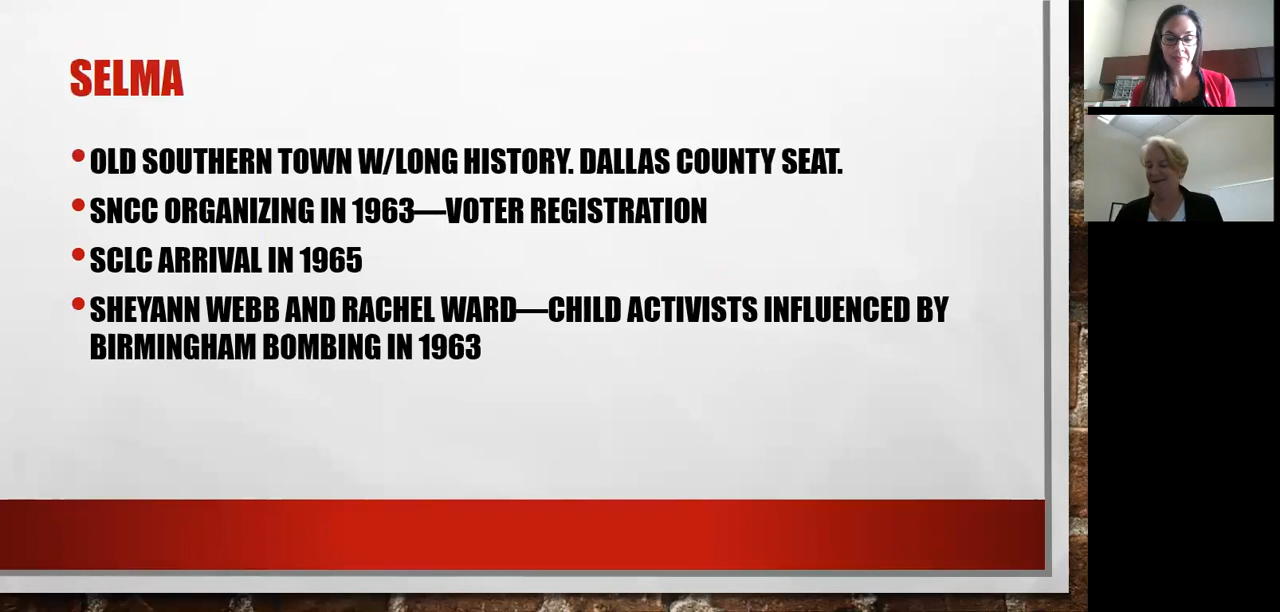 SELMA
•OLD SOUTHERN TOWN W/LONG HISTORY. DALLAS COUNTY SEAT.
•SNCC ORGANIZING IN 1963—VOTER REGISTRATION
•SCLC ARRIVAL IN 1965
•SHEYANN WEBB AND RACHEL WARD—CHILD ACTIVISTS INFLUENCED BY
BIRMINGHAM BOMBING IN 1963